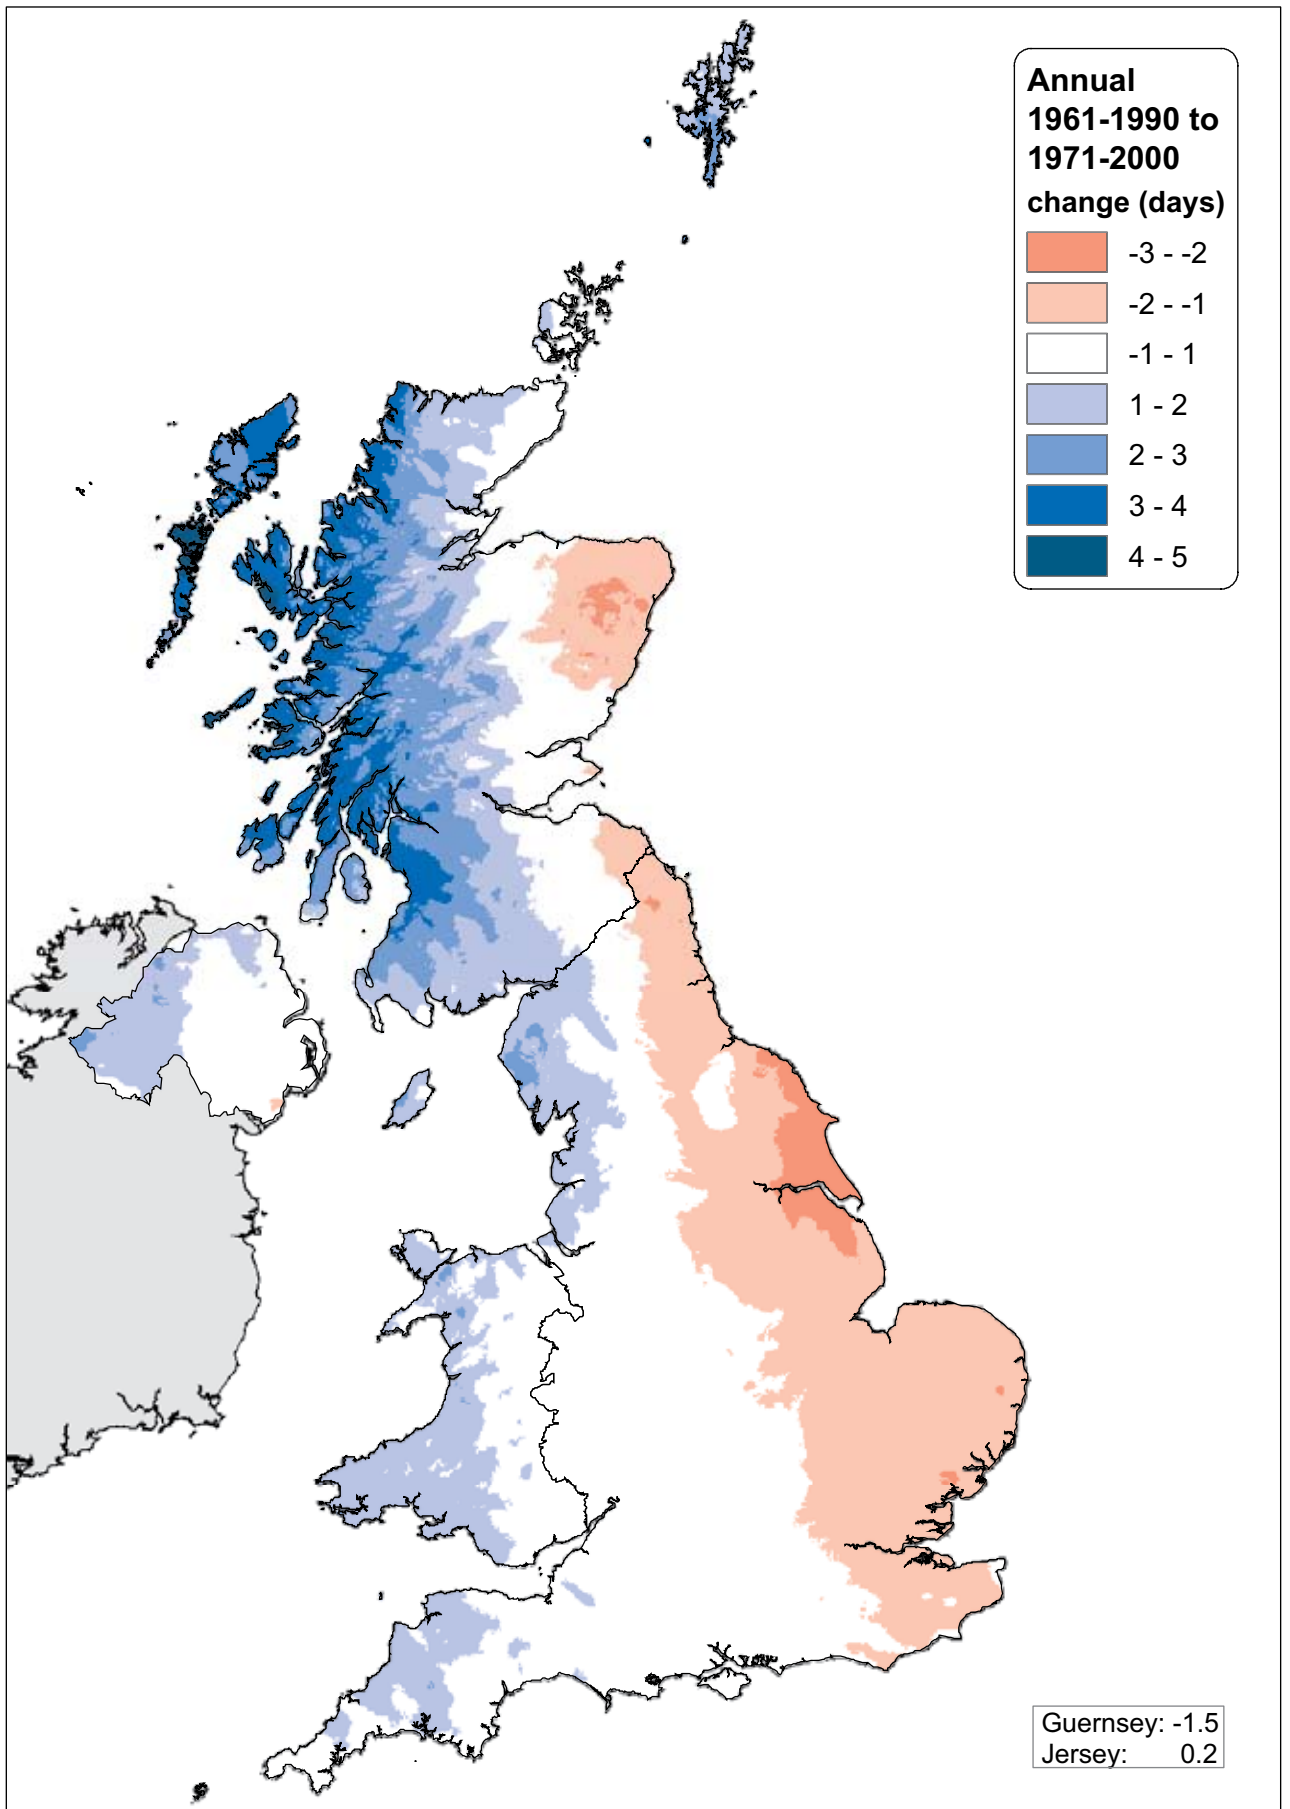 Annual
1961-1990 to
1971-2000
change (days)
-3 - -2
-2 - -1
-1 - 1
1 - 2
2 - 3
3 - 4
4 - 5
Guernsey: -1.5
Jersey: 0.2